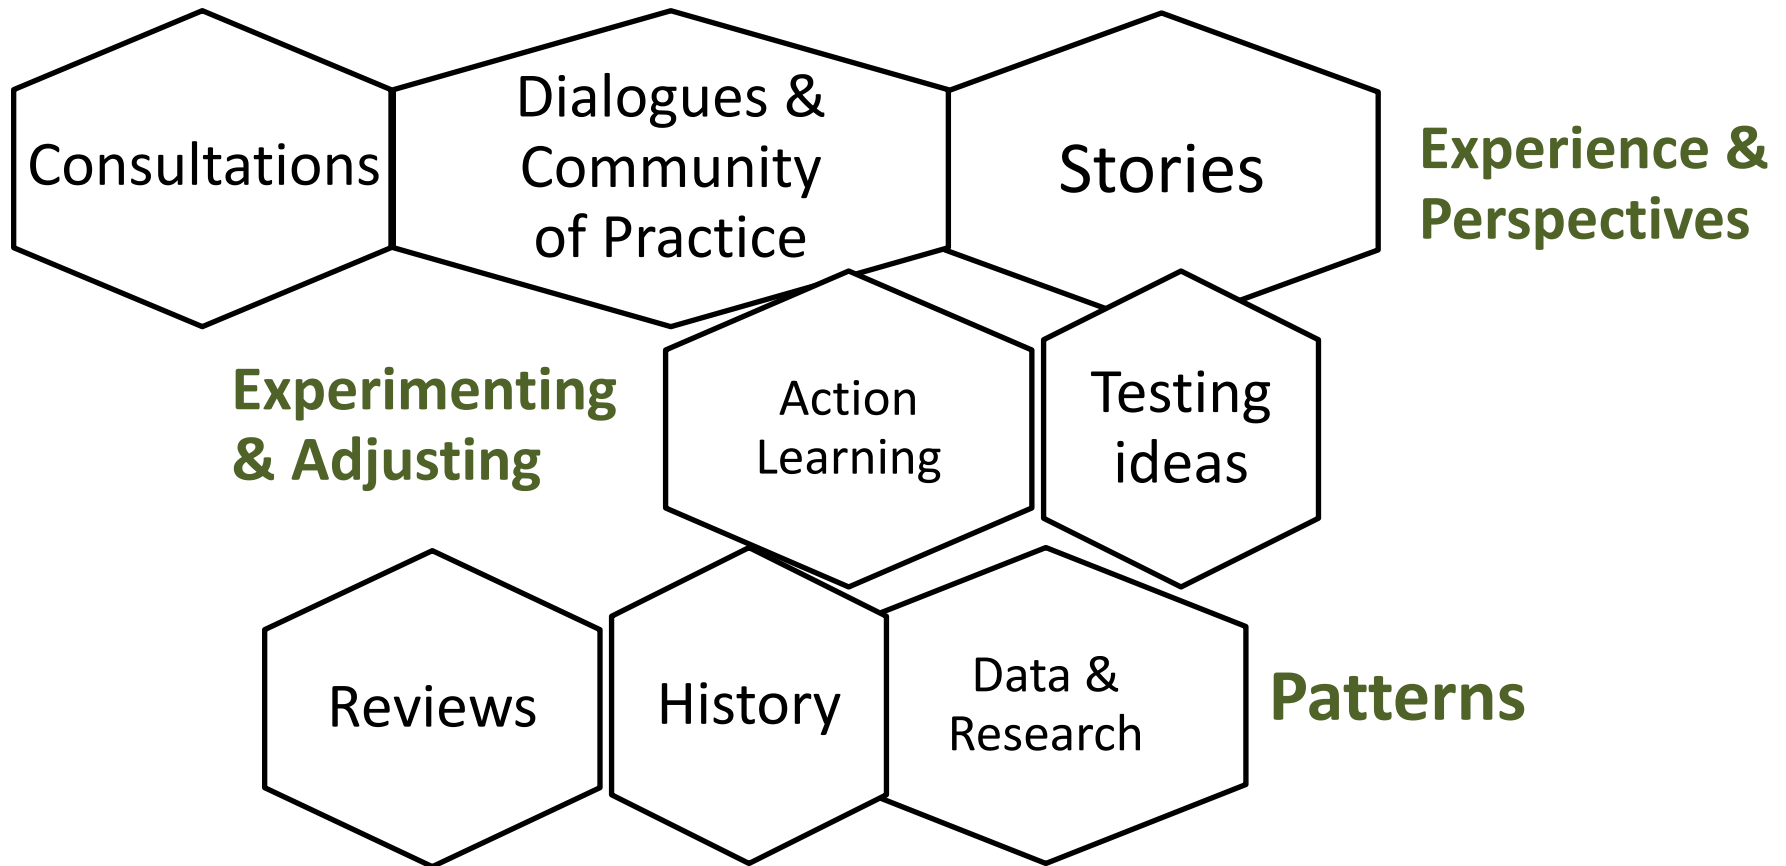 Consultations
Dialogues &
Community
of Practice
Stories
Experience &
Perspectives
Experimenting
& Adjusting
Action
Learning
Testing
ideas
Reviews
History
Data &
Research
Patterns